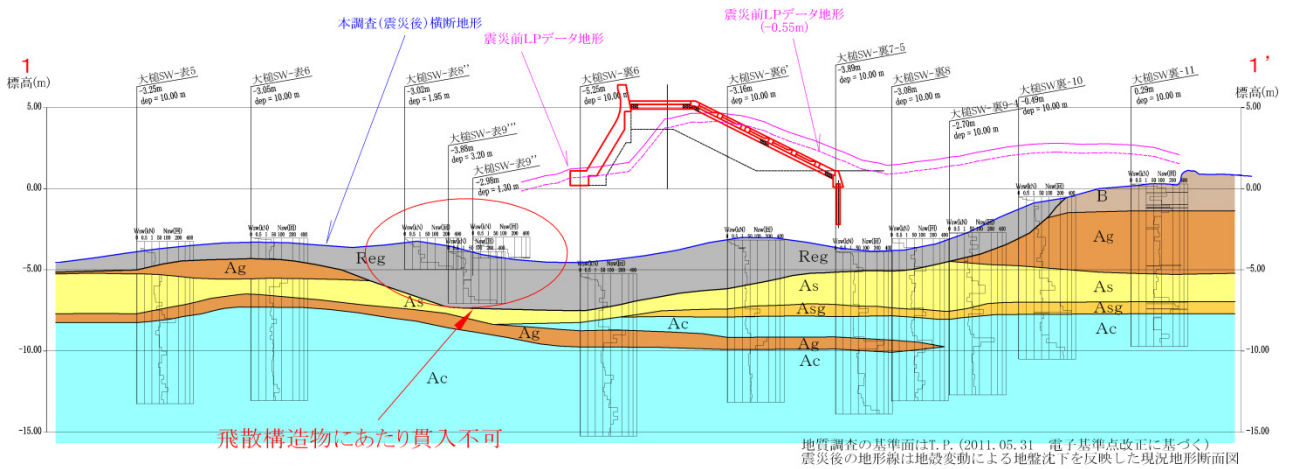 本調査(震災後)横断地形
震災前LPデータ地形
震災前LPデータ地形
(-0.55m)
1
標高(m)
1'
標高(m)
大槌SW-表5
-3.25m
dep= 10.00 m
大槌SW-表6
-3.05m
dep = 10.00 m
大槌SW-表8''
-3.02m
dep = 1.95 m
大槌SW-表9'''
-3.88m
dep = 3.20 m
大槌SW-表9''
-2.98m
dep = 1.30 m
大槌SW-裏6
-5.25m
dep = 10.00 m
大槌SW-裏6'
-3.16m
dep = 10.00 m
大槌SW-裏7-5
-3.89m
dep = 10.00 m
大槌SW-裏8
-3.08m
dep = 10.00 m
大槌SW-裏9-4
-2.70m
dep = 10.00 m
大槌SW裏-10
-0.49m
dep = 10.00 m
大槌SW裏-11
0.29m
dep = 10.00 m
5.00
0.00
-5.00
-10.00
-15.00
5.00
0.00
-5.00
-10.00
-15.00
Reg
Reg
B
Ag
Ag
As
As
Asg
Asg
Ac
Ac
Ag
Ag
Ac
Ac
飛散構造物にあたり貫入不可
地質調査の基準面はT.P.(2011.05.31 電子基準点改正に基づく)
震災後の地形線は地殻変動による地盤沈下を反映した現況地形断面図